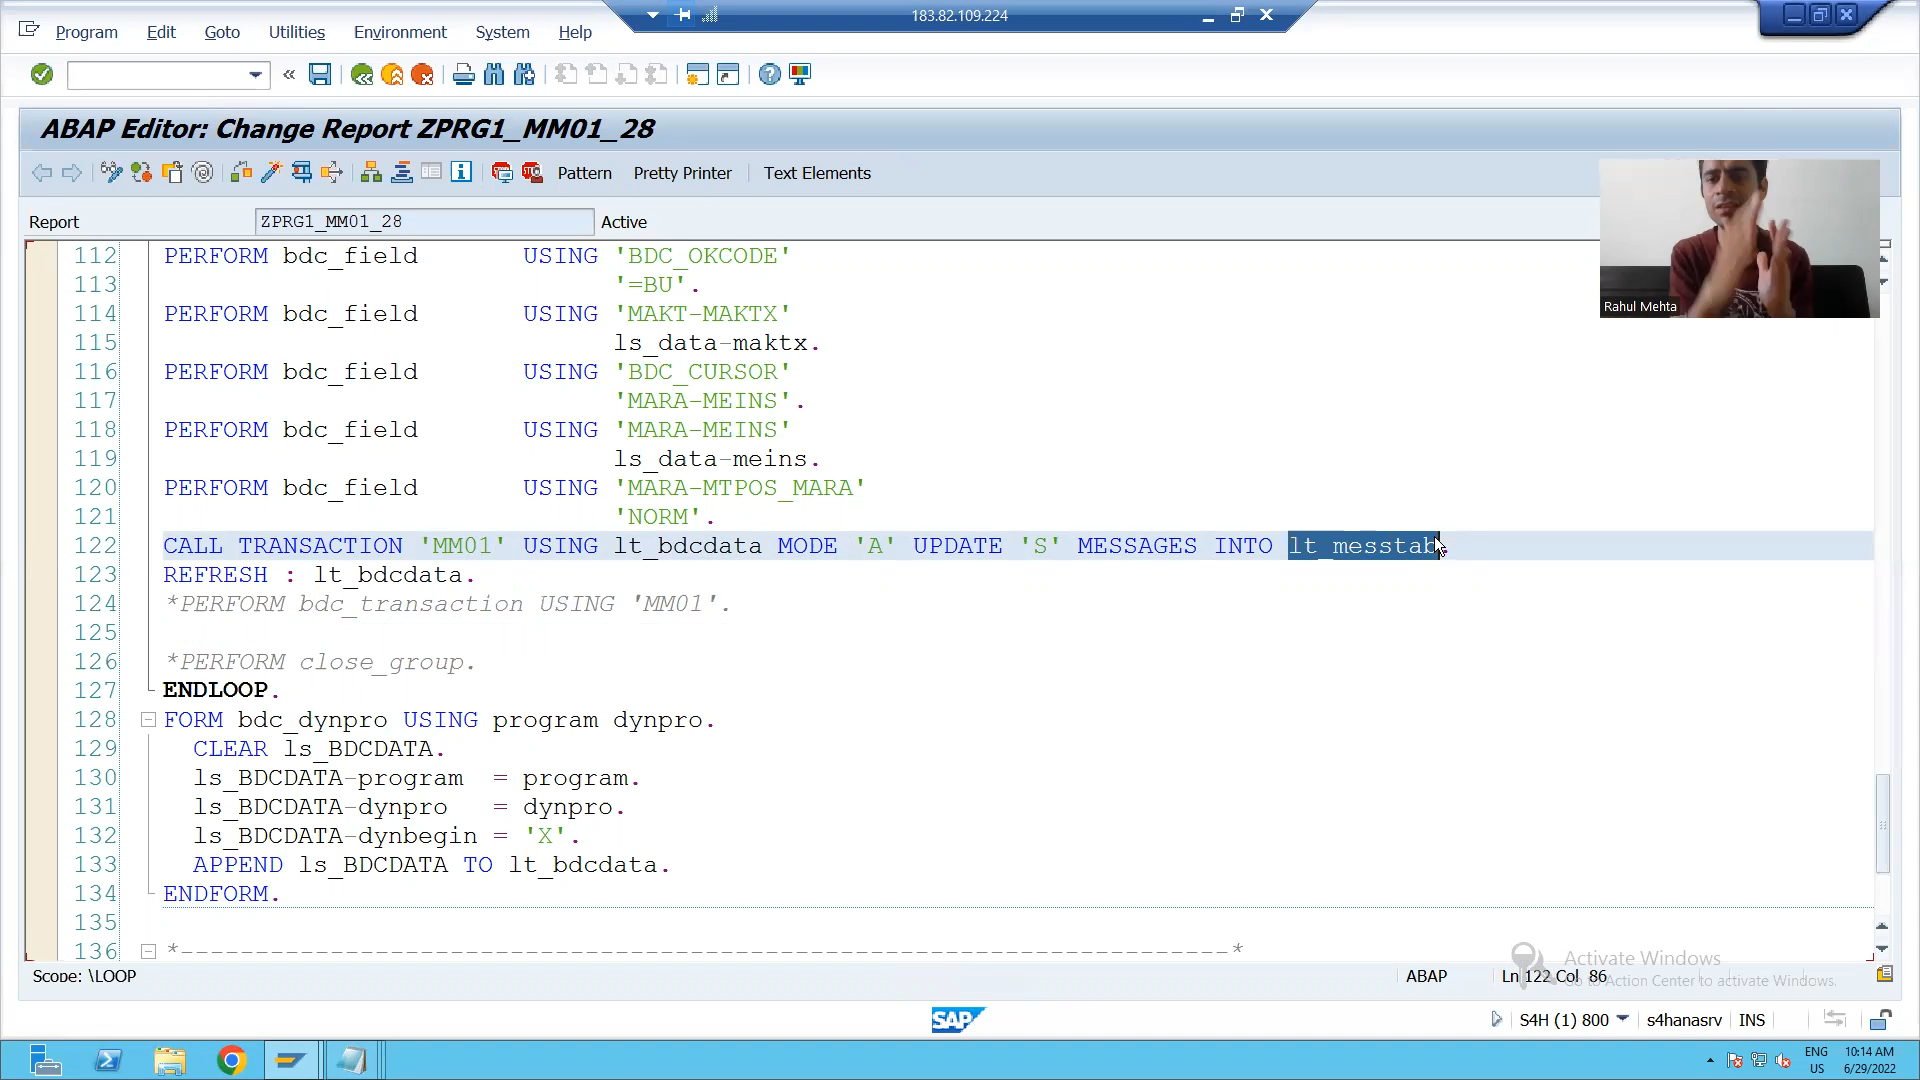 183.82.109.224
Program Edit Goto Utilities Environment System Help
ABAP Editor: Change Report ZPRG1_MM01_28
Pattern Pretty Printer Text Elements
Report ZPRG1_MM01_28 Active
Rahul Mehta
112 PERFORM bdc_field USING 'BDC_OKCODE'
113 '=BU'.
114 PERFORM bdc_field USING 'MAKT-MAKTX'
115 ls_data-maktx.
116 PERFORM bdc_field USING 'BDC_CURSOR'
117 'MARA-MEINS'.
118 PERFORM bdc_field USING 'MARA-MEINS'
119 ls_data-meins.
120 PERFORM bdc_field USING 'MARA-MTPOS_MARA'
121 'NORM'.
122 CALL TRANSACTION 'MM01' USING lt_bdcdata MODE 'A' UPDATE 'S' MESSAGES INTO lt_messtab.
123 REFRESH : lt_bdcdata.
124 *PERFORM bdc_transaction USING 'MM01'.
125
126 *PERFORM close_group.
127 ENDLOOP.
128 FORM bdc_dynpro USING program dynpro.
129 CLEAR ls_BDCDATA.
130 ls_BDCDATA-program = program.
131 ls_BDCDATA-dynpro = dynpro.
132 ls_BDCDATA-dynbegin = 'X'.
133 APPEND ls_BDCDATA TO lt_bdcdata.
134 ENDFORM.
135
136 *----------------------------------------------------------------------*
Activate Windows
Go to Action Center to activate Windows.
Scope: \LOOP ABAP Ln 122 Col 86
SAP S4H (1) 800 s4hanasrv INS
ENG 10:14 AM
US 6/29/2022